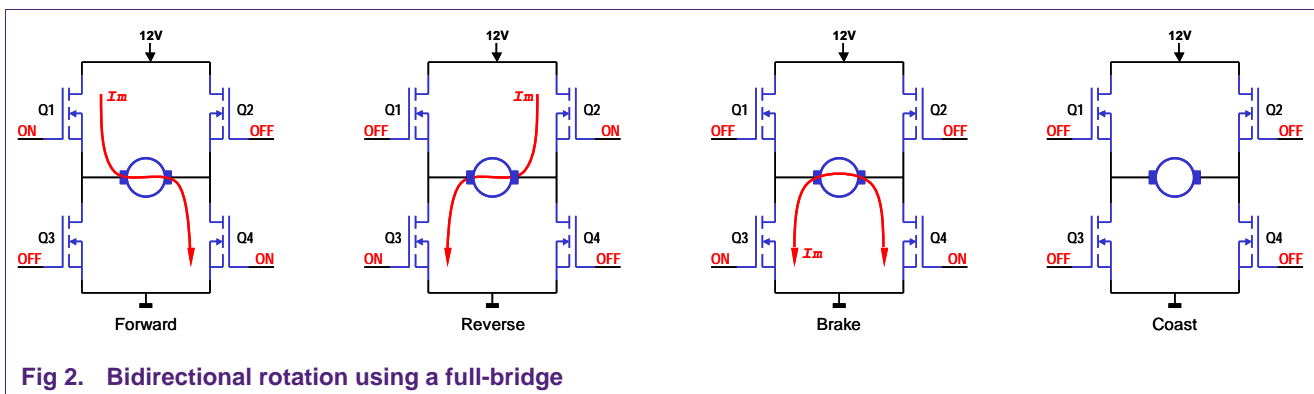 12V 12V 12V 12V
Im Im
Q1 Q2 Q1 Q2 Q1 Q2 Q1 Q2
ON OFF OFF ON OFF OFF OFF OFF
Q3 Q4 Q3 Q4 Q3 Q4 Q3 Q4
Im
OFF ON ON OFF ON ON OFF OFF
Forward Reverse Brake Coast
Fig 2. Bidirectional rotation using a full-bridge